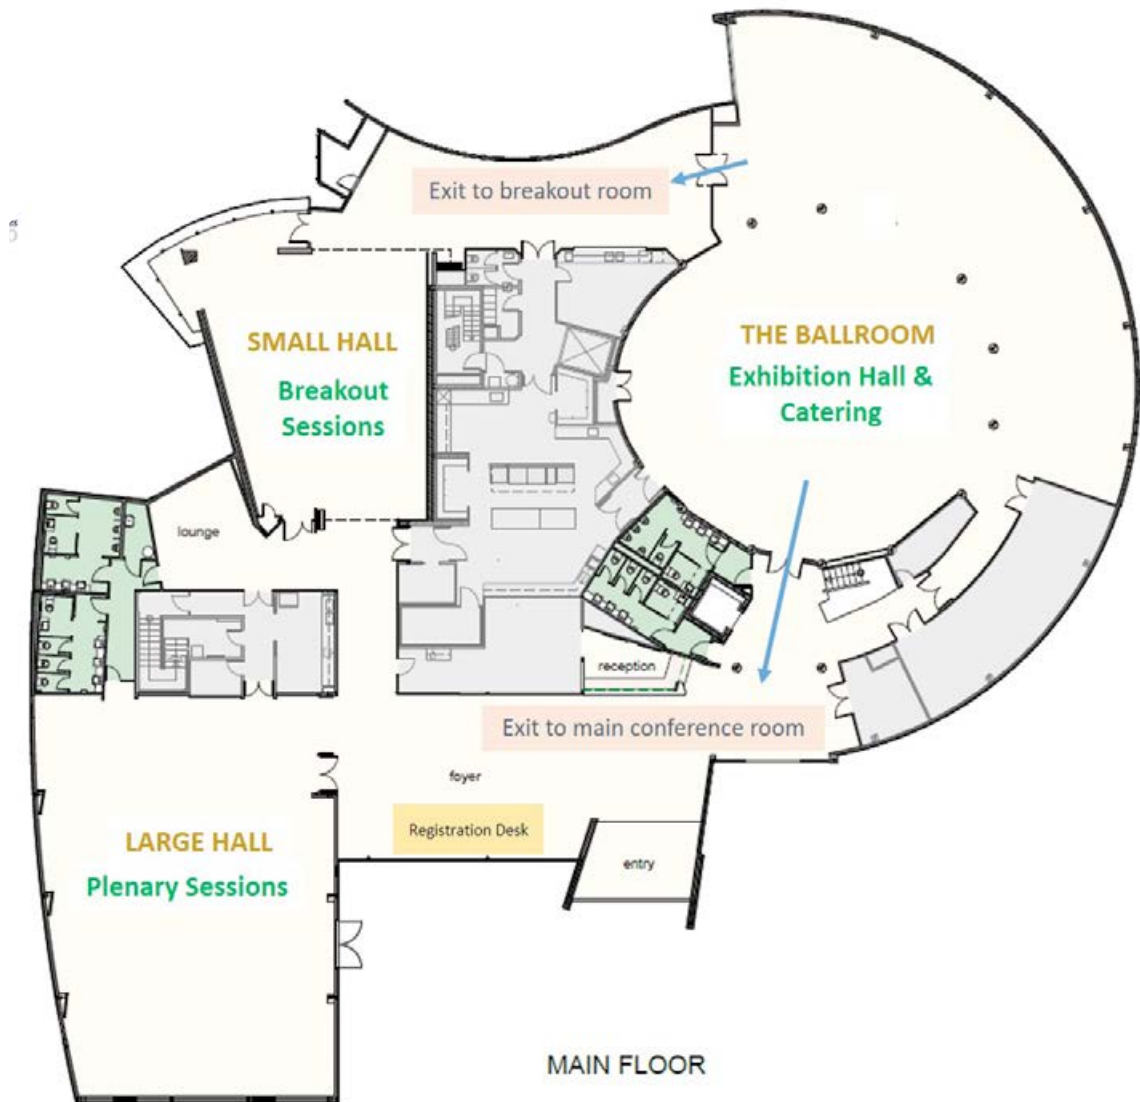 Exit to breakout room
SMALL HALL
Breakout
Sessions
THE BALLROOM
Exhibition Hall &
Catering
lounge
reception
Exit to main conference room
foyer
Registration Desk
LARGE HALL
Plenary Sessions
entry
MAIN FLOOR